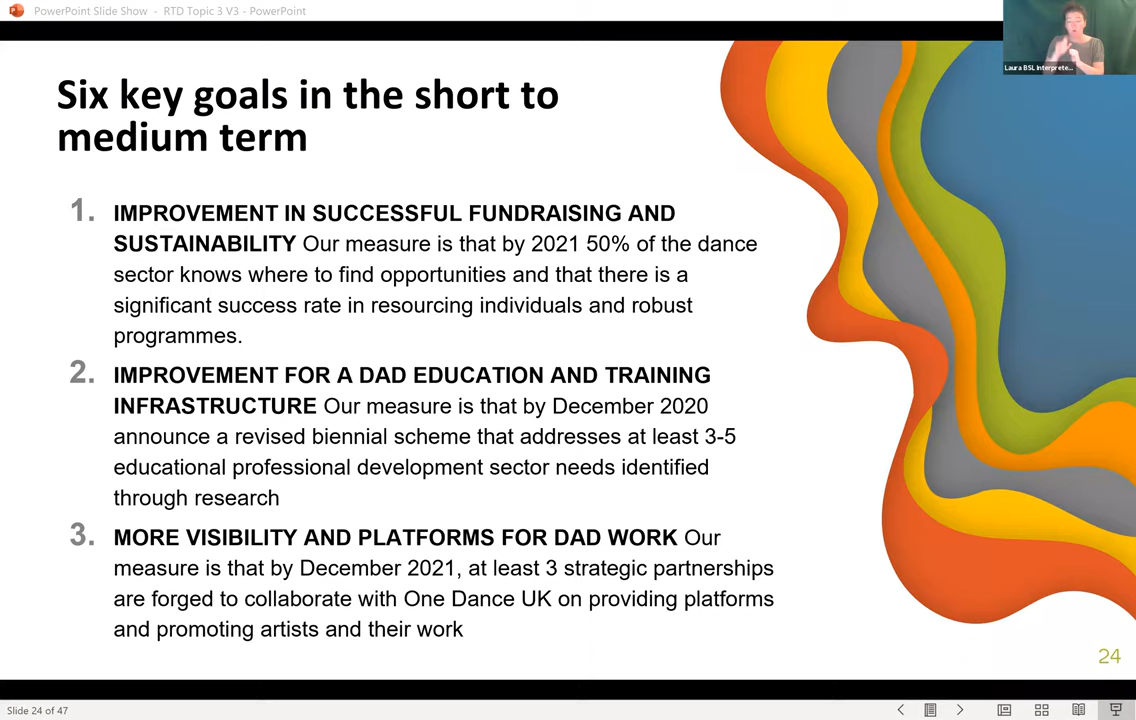 PowerPoint Slide Show - RTD Topic 3 V3 - PowerPoint
Laura BSL Interprete...
Six key goals in the short to
medium term
1. IMPROVEMENT IN SUCCESSFUL FUNDRAISING AND
SUSTAINABILITY Our measure is that by 2021 50% of the dance
sector knows where to find opportunities and that there is a
significant success rate in resourcing individuals and robust
programmes.
2. IMPROVEMENT FOR A DAD EDUCATION AND TRAINING
INFRASTRUCTURE Our measure is that by December 2020
announce a revised biennial scheme that addresses at least 3-5
educational professional development sector needs identified
through research
3. MORE VISIBILITY AND PLATFORMS FOR DAD WORK Our
measure is that by December 2021, at least 3 strategic partnerships
are forged to collaborate with One Dance UK on providing platforms
and promoting artists and their work
24
Slide 24 of 47